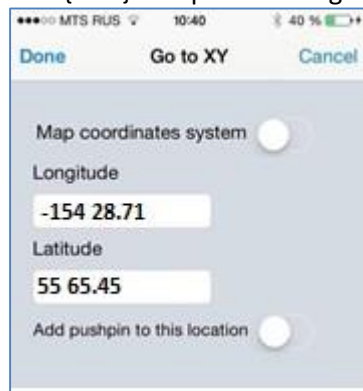 ●●●○○ MTS RUS 10:40 40 %
Done Go to XY Cancel
Map coordinates system
Longitude
-154 28.71
Latitude
55 65.45
Add pushpin to this location